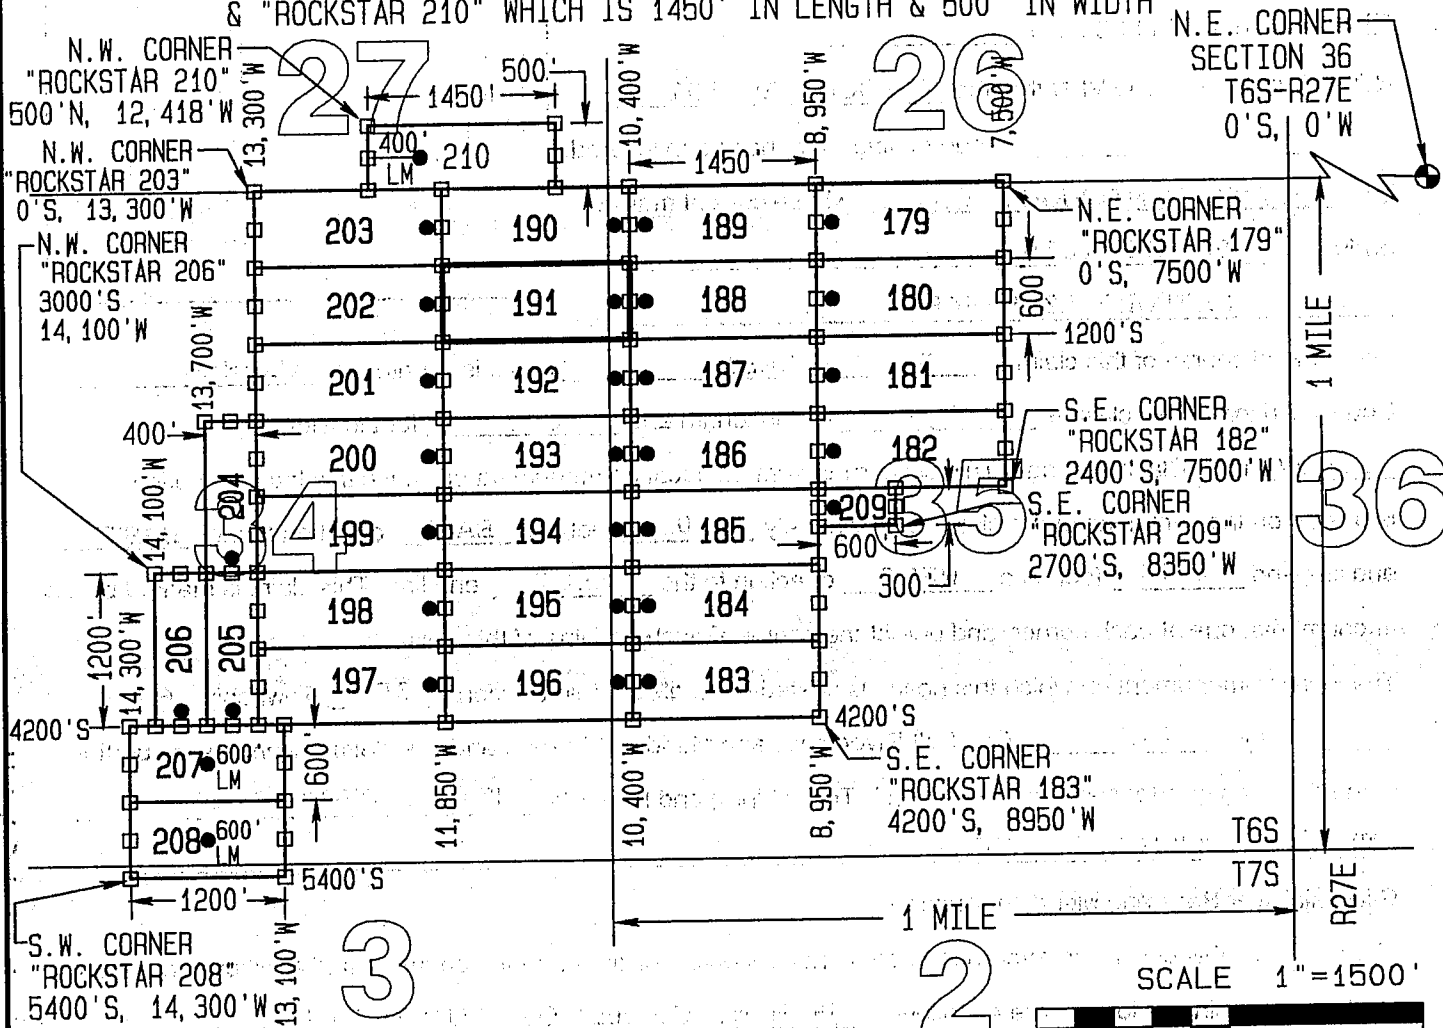 & "ROCKSTAR 210" WHICH IS 1450' IN LENGTH & 500' IN WIDTH
N.W. CORNER
"ROCKSTAR 210"
500'N, 12,418'W
N.W. CORNER
"ROCKSTAR 203"
0'S, 13,300'W
N.W. CORNER
"ROCKSTAR 206"
3000'S
14,100'W
27
26
N.E. CORNER
SECTION 36
T6S-R27E
0'S, 0'W
13,300'W
1450'
500'
10,400'W
8,950'W
7,500'W
400'
LM
210
1450'
203
190
189
179
N.E. CORNER
"ROCKSTAR 179"
0'S, 7500'W
202
191
188
180
600'
1200'S
1 MILE
13,700'W
201
192
187
181
400'
200
193
186
182
S.E. CORNER
"ROCKSTAR 182"
2400'S, 7500'W
14,100'W
204
34
199
194
185
209
35
36
600'
300'
S.E. CORNER
"ROCKSTAR 209"
2700'S, 8350'W
1200'
14,300'W
206
205
198
195
184
197
196
183
4200'S
4200'S
207
600'
LM
600'
11,850'W
10,400'W
8,950'W
S.E. CORNER
"ROCKSTAR 183"
4200'S, 8950'W
208
600'
LM
T6S
T7S
R27E
5400'S
1200'
1 MILE
S.W. CORNER
"ROCKSTAR 208"
5400'S, 14,300'W
13,100'W
3
2
SCALE 1"=1500'